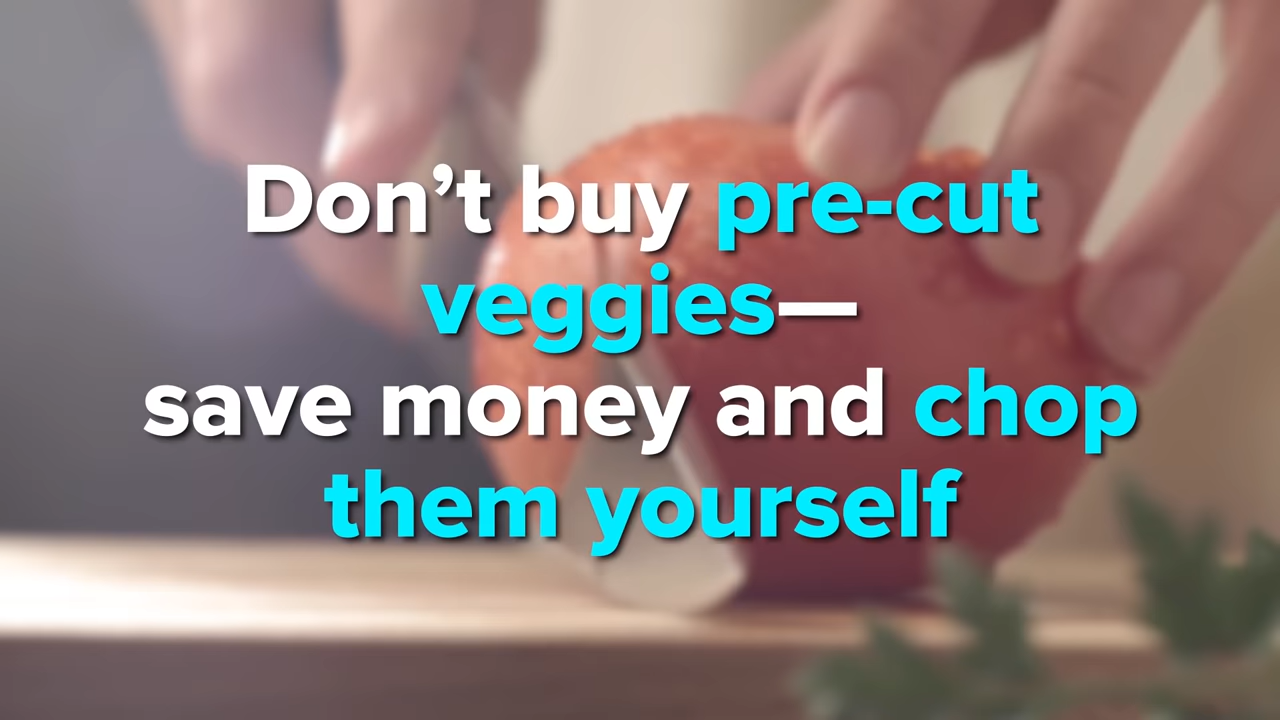 Don’t buy pre-cut
veggies—
save money and chop
them yourself